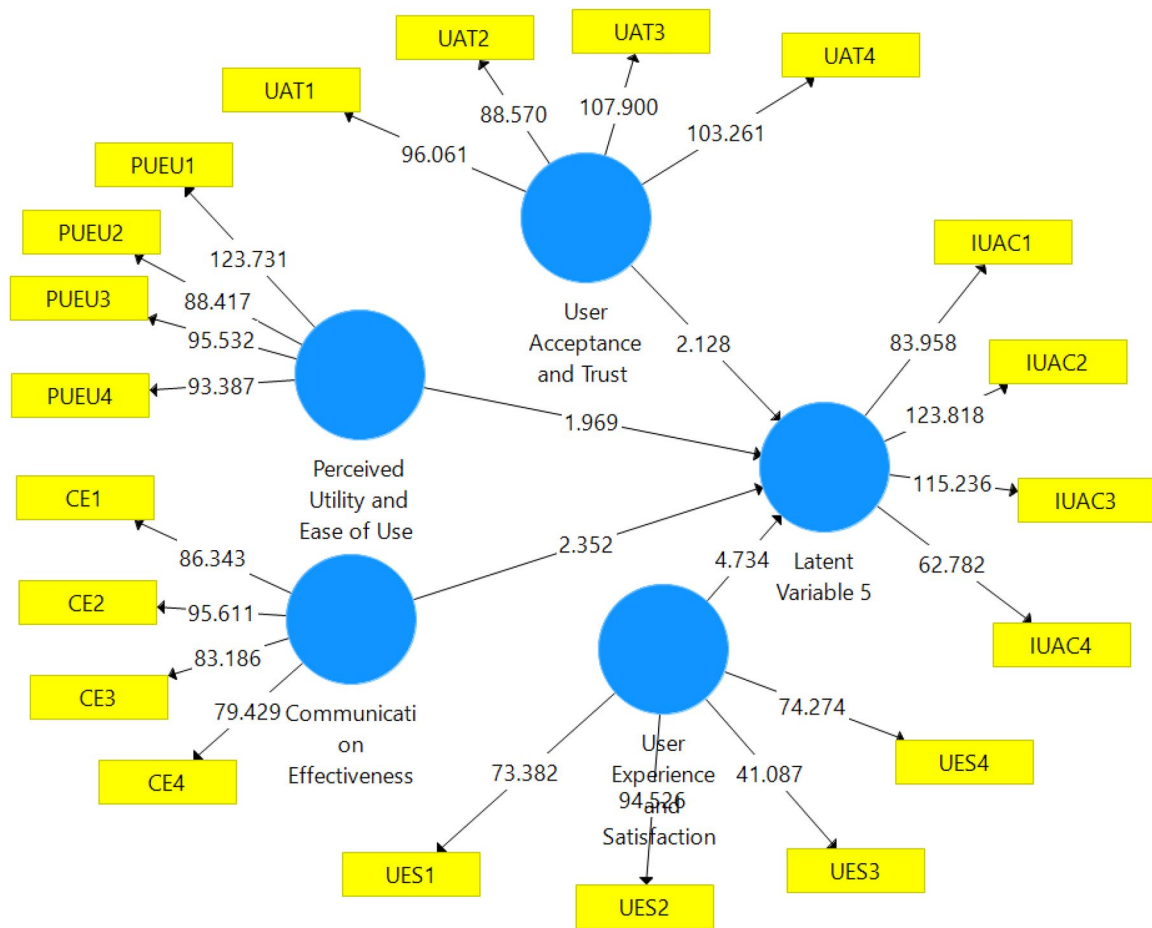 UAT1
UAT2
UAT3
UAT4
96.061
88.570
107.900
103.261
PUEU1
PUEU2
PUEU3
PUEU4
123.731
88.417
95.532
93.387
User
Acceptance
and Trust
2.128
IUAC1
IUAC2
IUAC3
IUAC4
83.958
123.818
115.236
62.782
1.969
Perceived
Utility and
Ease of Use
Latent
Variable 5
CE1
CE2
CE3
CE4
86.343
95.611
83.186
79.429
2.352
4.734
Communicati
on
Effectiveness
User
Experience
and
Satisfaction
73.382
94.526
41.087
74.274
UES1
UES2
UES3
UES4